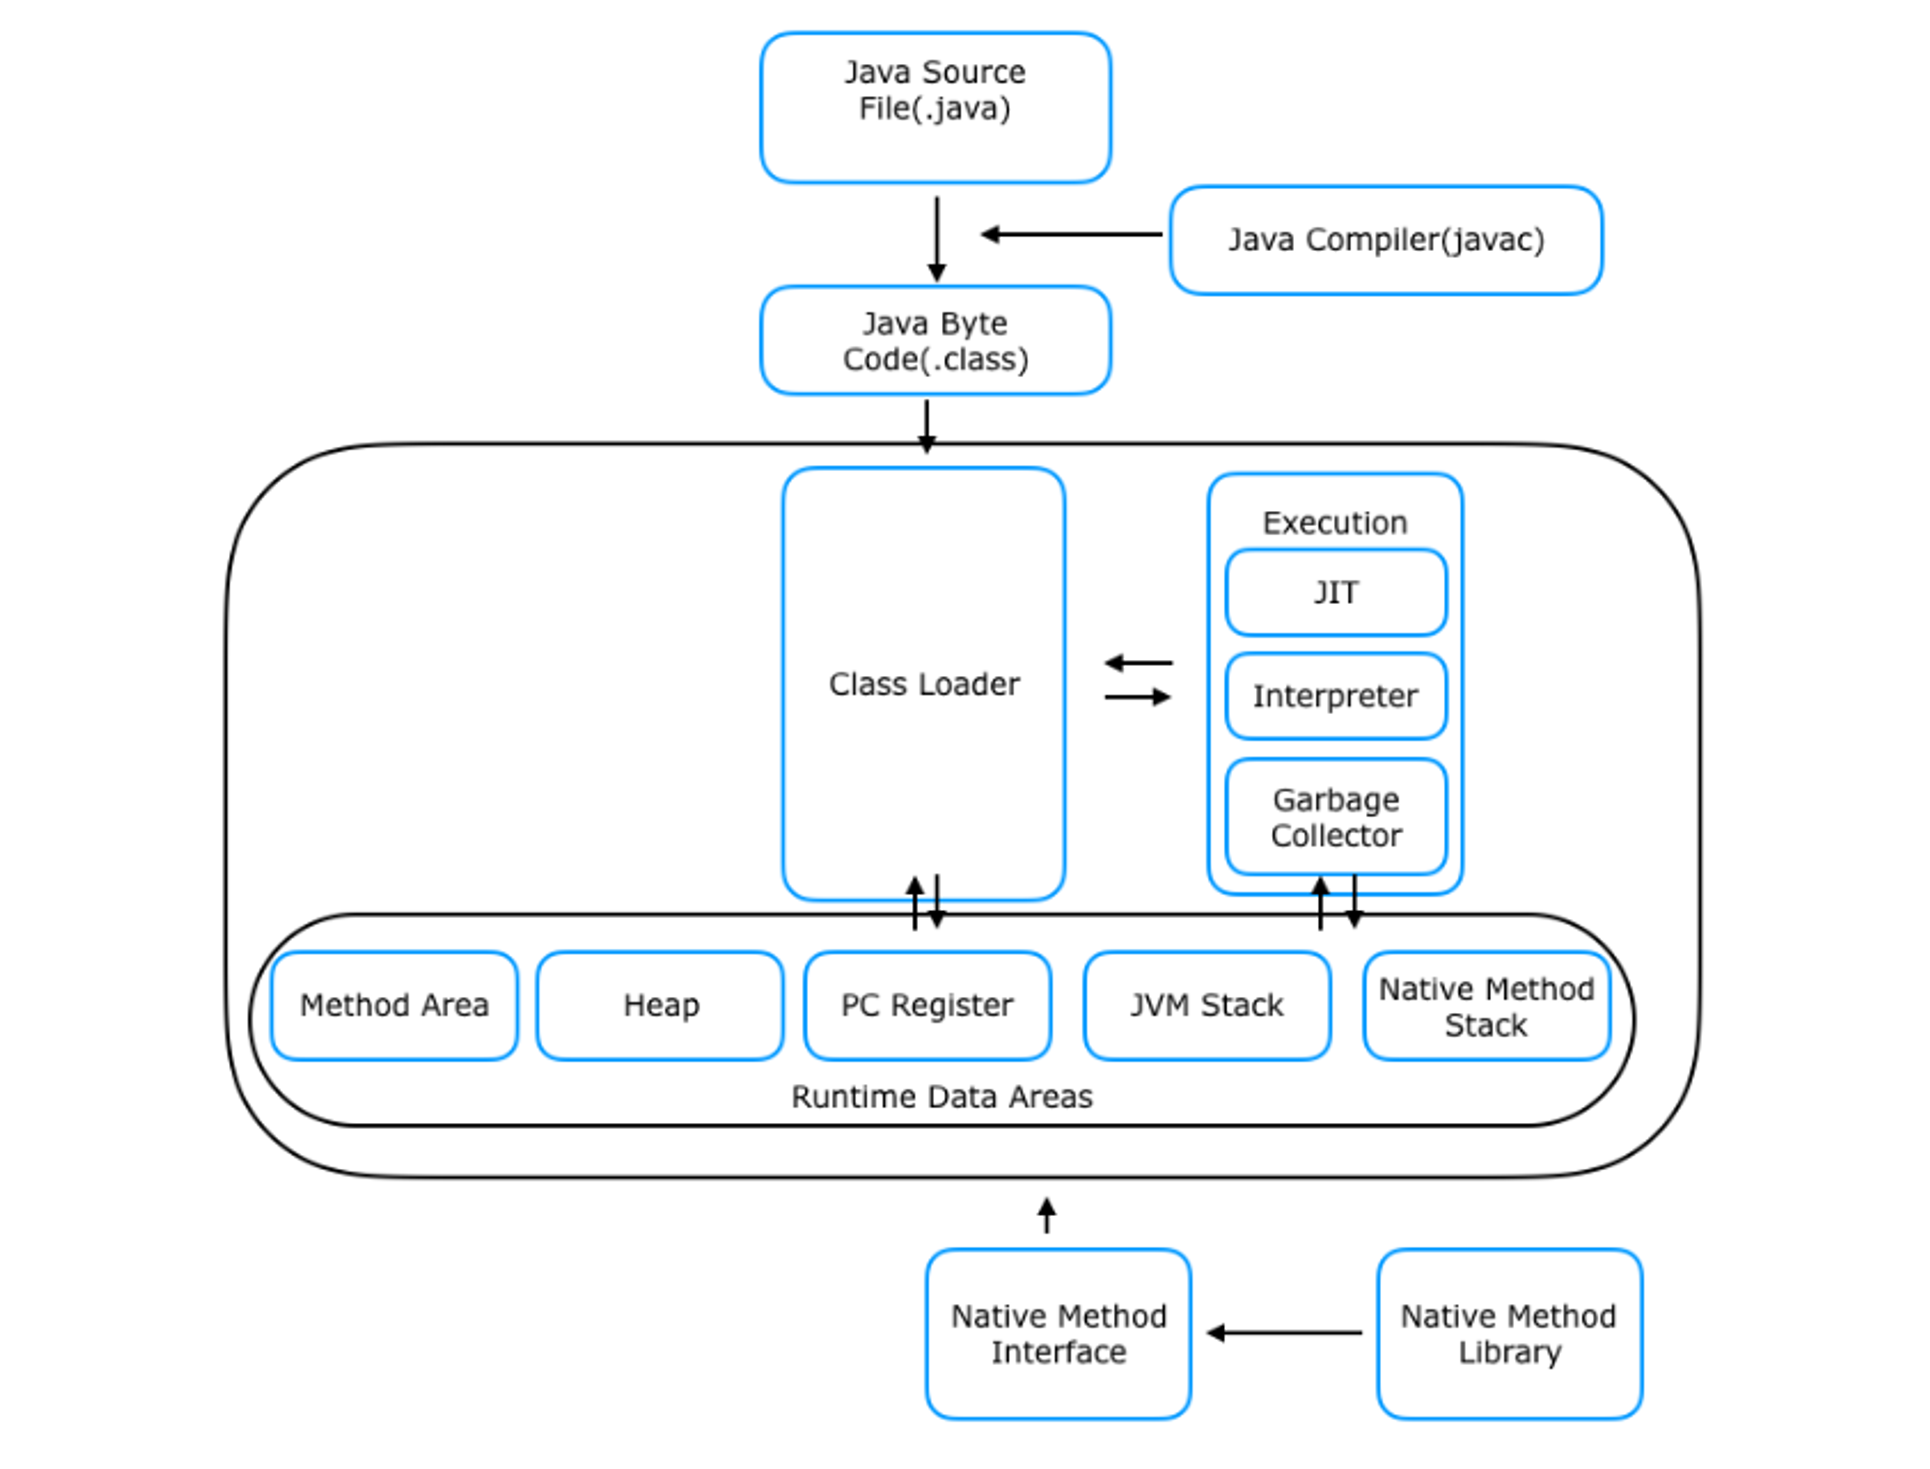 Java Source
File(.java)
Java Compiler(javac)
Java Byte
Code(.class)
Class Loader
Execution
JIT
Interpreter
Garbage
Collector
Method Area
Heap
PC Register
JVM Stack
Native Method
Stack
Runtime Data Areas
Native Method
Interface
Native Method
Library